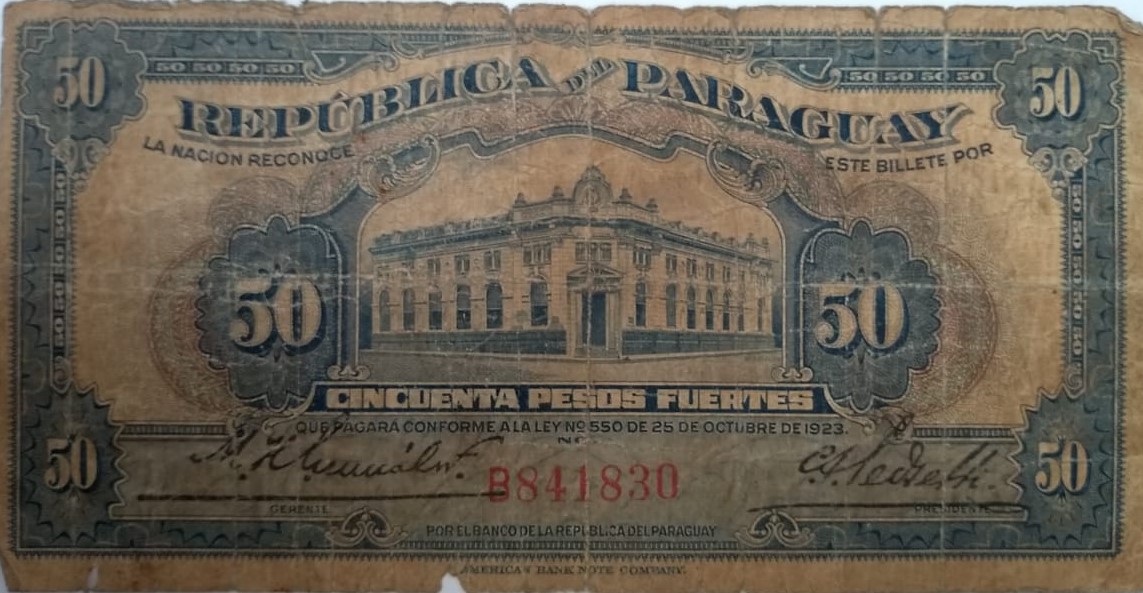 50 50 50 50 50 50 50 50 50 50
REPÚBLICA DEL PARAGUAY
LA NACION RECONOCE ESTE BILLETE POR
50 50
CINCUENTA PESOS FUERTES
QUE PAGARÁ CONFORME A LA LEY Nº 550 DE 25 DE OCTUBRE DE 1923.
Nº
50 B841830 50
GERENTE PRESIDENTE
POR EL BANCO DE LA REPÚBLICA DEL PARAGUAY
AMERICAN BANK NOTE COMPANY.